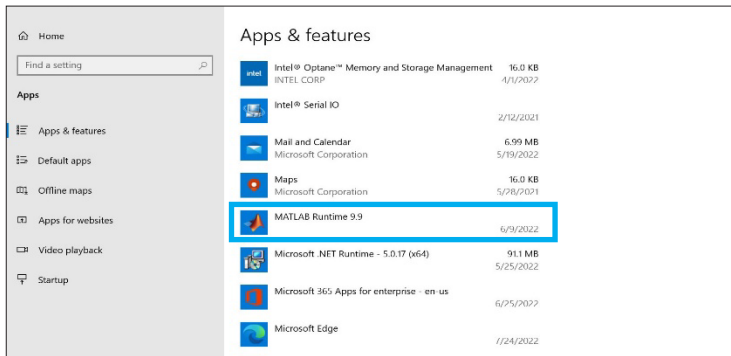 Home
Find a setting
Apps
Apps & features
Default apps
Offline maps
Apps for websites
Video playback
Startup
Apps & features
intel
Intel® Optane™ Memory and Storage Management 16.0 KB
INTEL CORP 4/1/2022
Intel® Serial IO
2/12/2021
Mail and Calendar 6.99 MB
Microsoft Corporation 5/19/2022
Maps 16.0 KB
Microsoft Corporation 5/28/2021
MATLAB Runtime 9.9
6/9/2022
Microsoft .NET Runtime - 5.0.17 (x64) 91.1 MB
5/25/2022
Microsoft 365 Apps for enterprise - en-us
6/25/2022
Microsoft Edge
7/24/2022